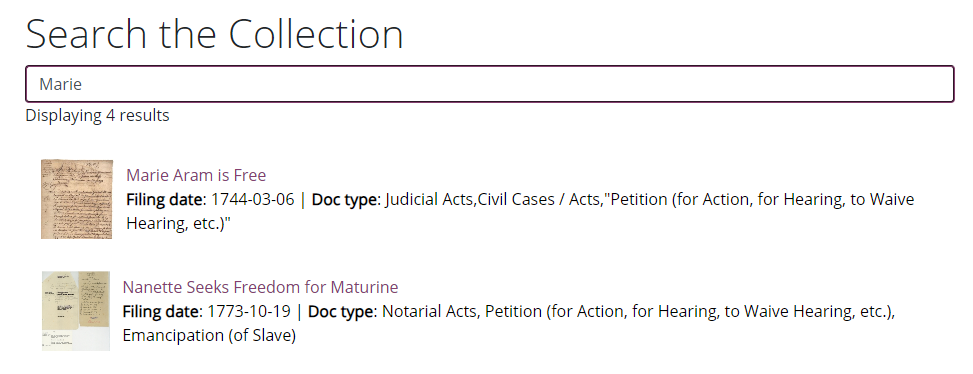 Search the Collection
Marie
Displaying 4 results
Marie Aram is Free
Filing date: 1744-03-06 | Doc type: Judicial Acts,Civil Cases / Acts,"Petition (for Action, for Hearing, to Waive
Hearing, etc.)"
Nanette Seeks Freedom for Maturine
Filing date: 1773-10-19 | Doc type: Notarial Acts, Petition (for Action, for Hearing, to Waive Hearing, etc.),
Emancipation (of Slave)